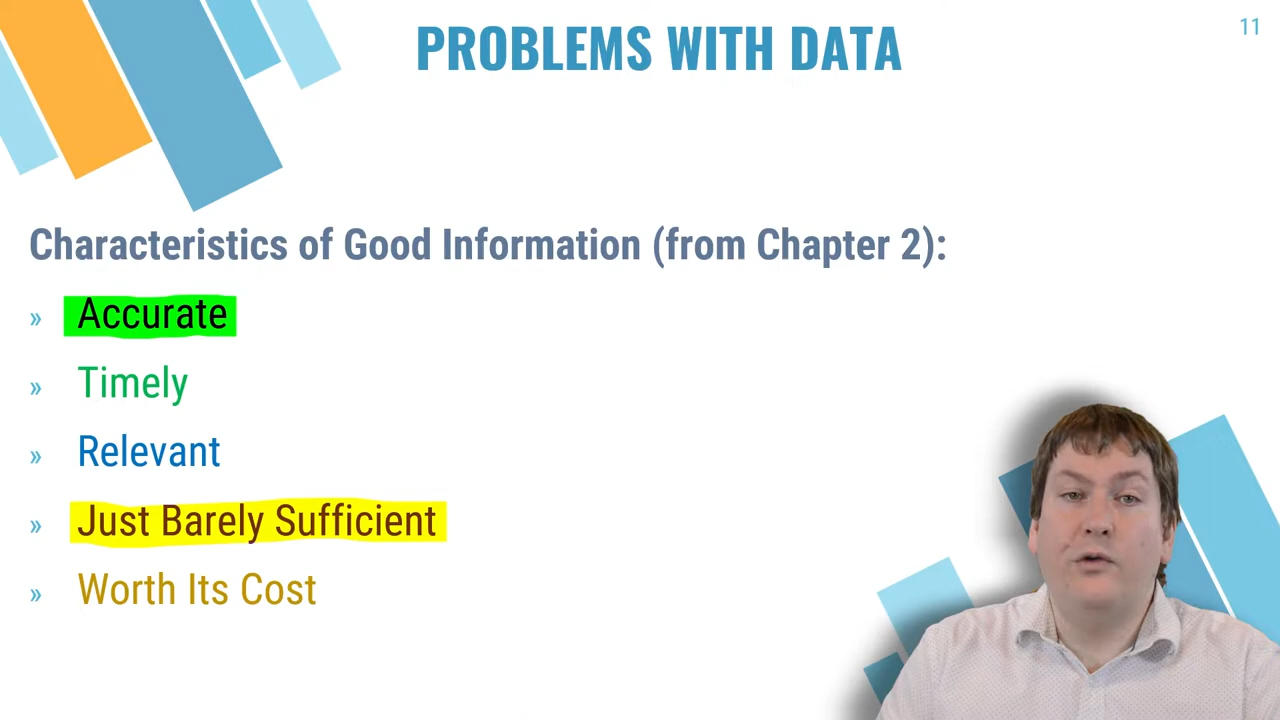 11
PROBLEMS WITH DATA
Characteristics of Good Information (from Chapter 2):
» Accurate
» Timely
» Relevant
» Just Barely Sufficient
» Worth Its Cost